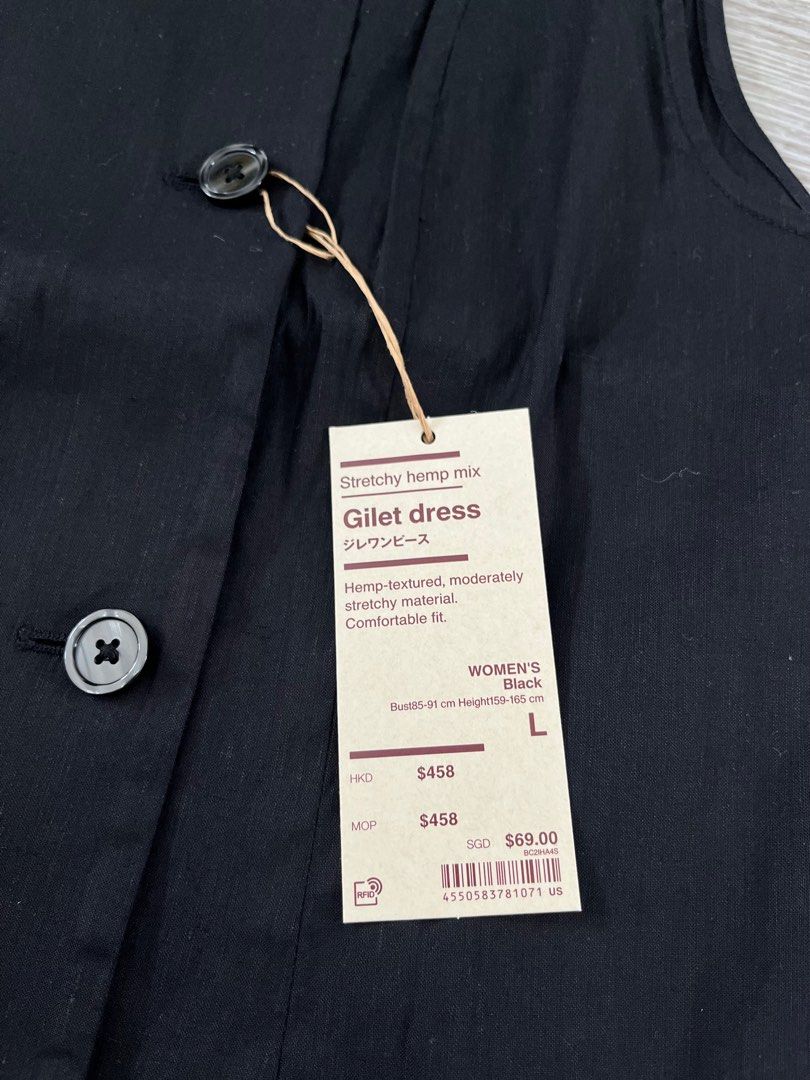 Stretchy hemp mix
Gilet dress
ジレワンピース
Hemp-textured, moderately
stretchy material.
Comfortable fit.
WOMEN'S
Black
Bust85-91 cm Height159-165 cm
L
HKD $458
MOP $458
SGD $69.00
BC2IHA4S
RFID
4550583781071 US